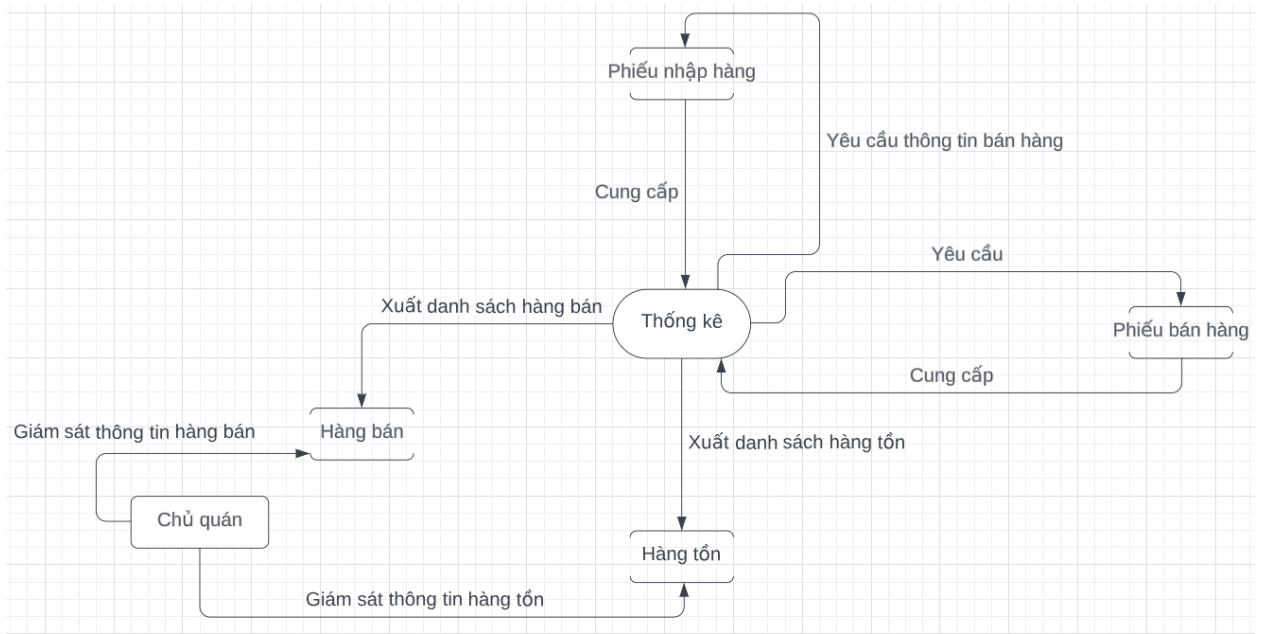 Phiếu nhập hàng
Yêu cầu thông tin bán hàng
Cung cấp
Yêu cầu
Xuất danh sách hàng bán
Thống kê
Phiếu bán hàng
Cung cấp
Giám sát thông tin hàng bán
Hàng bán
Xuất danh sách hàng tồn
Chủ quán
Hàng tồn
Giám sát thông tin hàng tồn